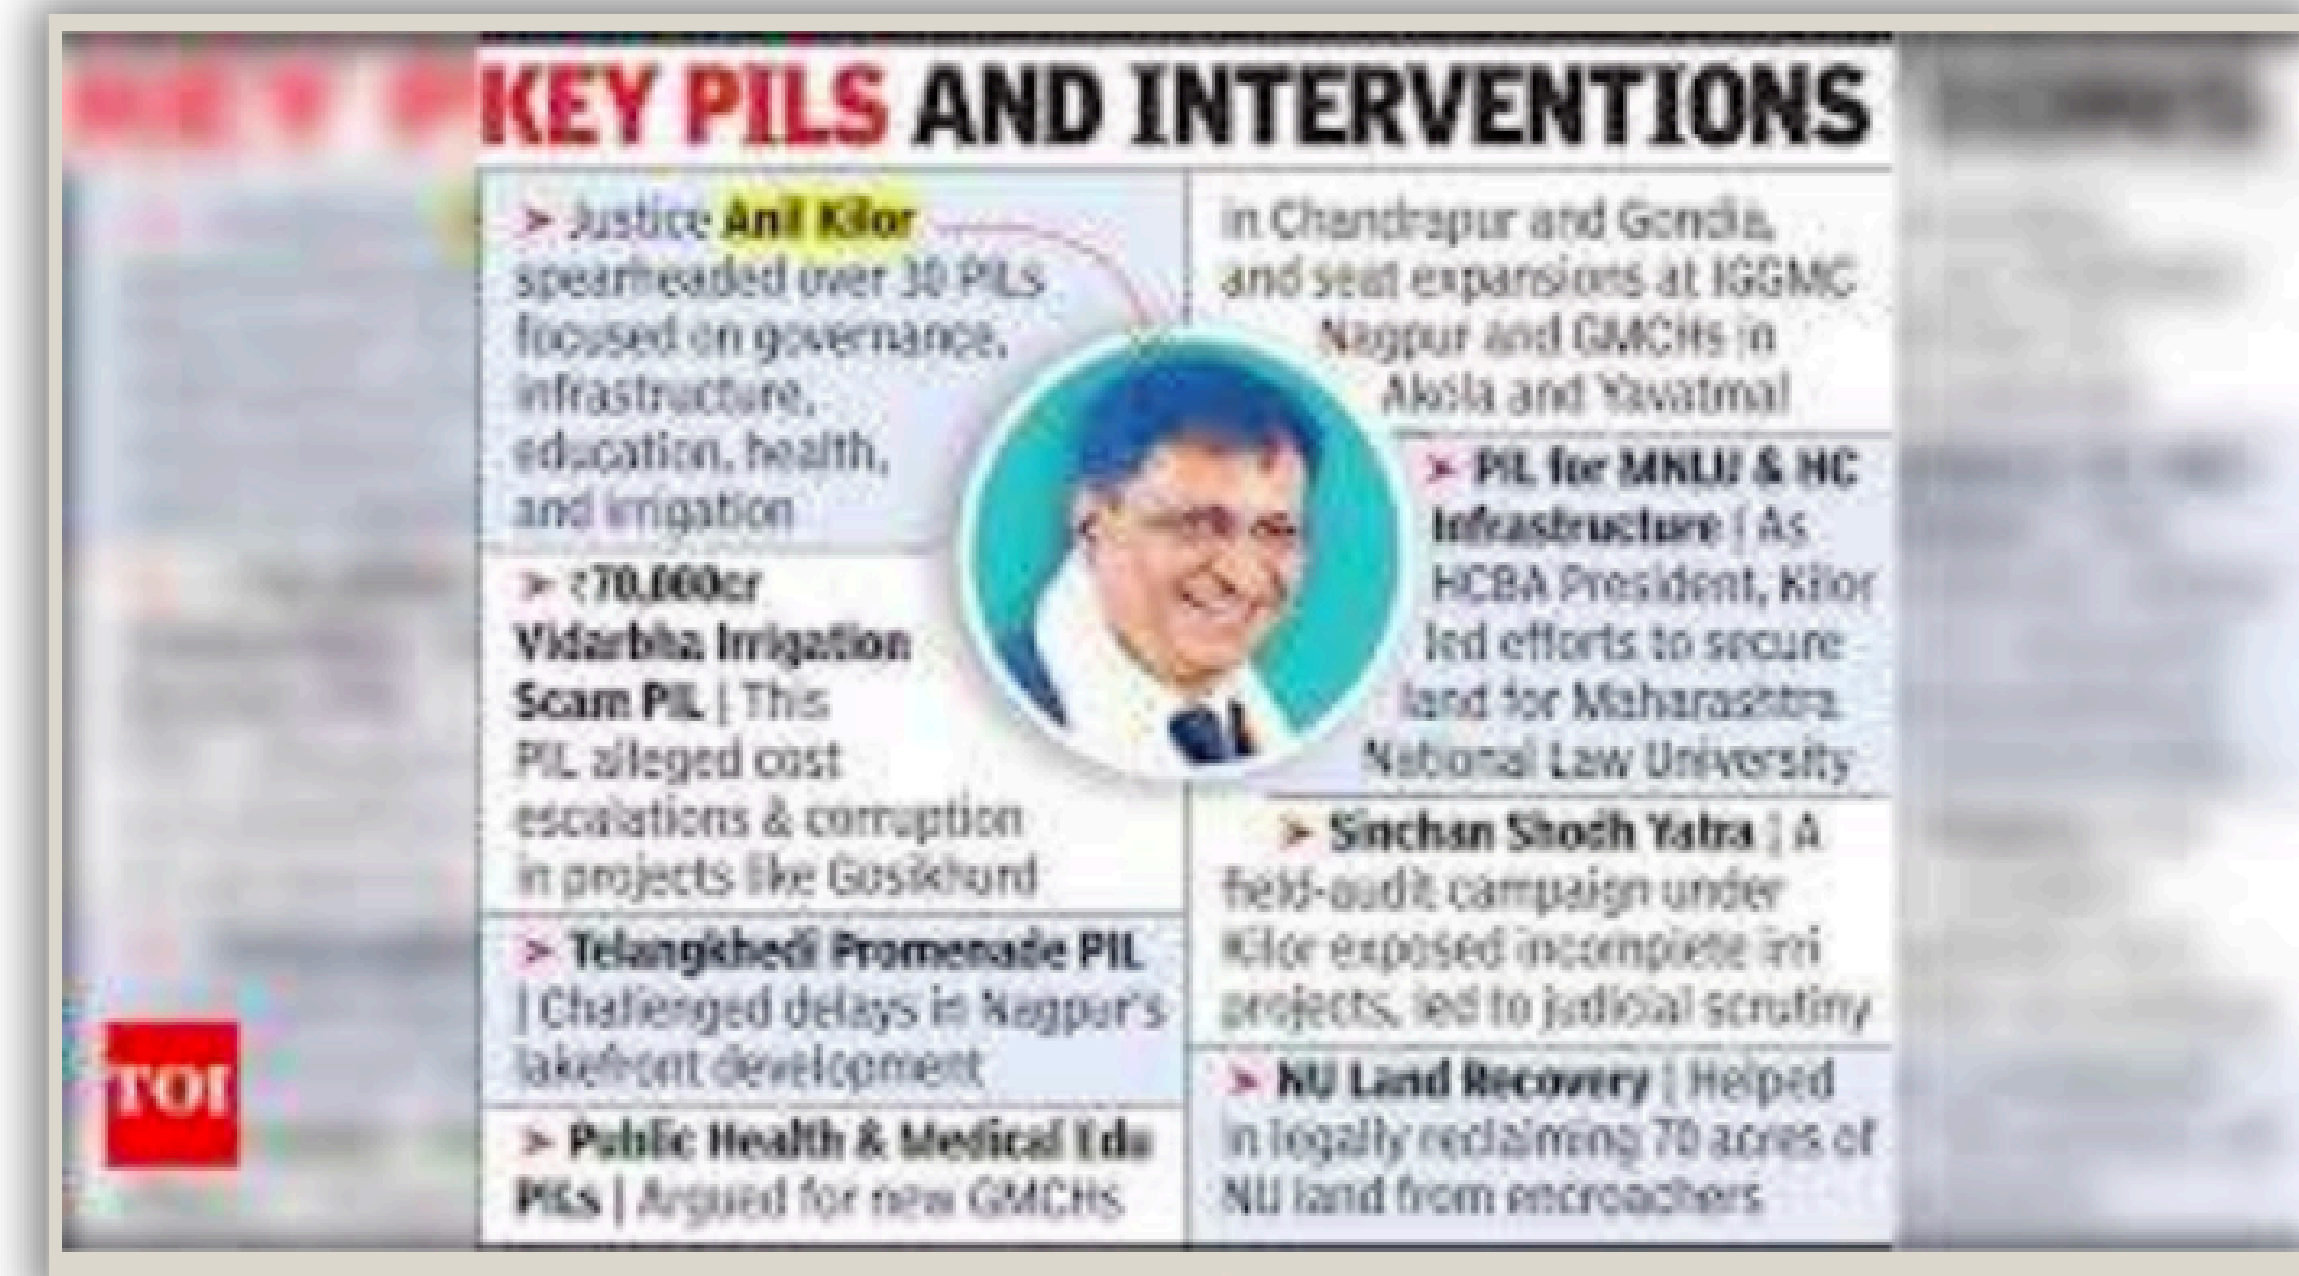 KEY PILS AND INTERVENTIONS
> Justice Anil Kilor
spearheaded over 30 PILs
focused on governance,
infrastructure,
education, health,
and irrigation
> ₹70,000cr
Vidarbha Irrigation
Scam PIL | This
PIL alleged cost
escalations & corruption
in projects like Gosikhurd
> Telangkhedi Promenade PIL
| Challenged delays in Nagpur's
lakefront development
> Public Health & Medical Edu
PILs | Argued for new GMCHs
in Chandrapur and Gondia,
and seat expansions at IGGMC
Nagpur and GMCHs in
Akola and Yavatmal
> PIL for MNLU & HC
Infrastructure | As
HCBA President, Kilor
led efforts to secure
land for Maharashtra
National Law University
> Sinchan Shodh Yatra | A
field-audit campaign under
Kilor exposed incomplete irri
projects, led to judicial scrutiny
> NU Land Recovery | Helped
in legally reclaiming 70 acres of
NU land from encroachers
TOI